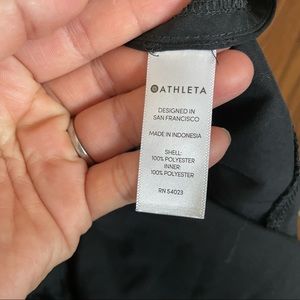 ATHLETA
DESIGNED IN
SAN FRANCISCO
MADE IN INDONESIA
SHELL:
100% POLYESTER
INNER:
100% POLYESTER
RN 54023